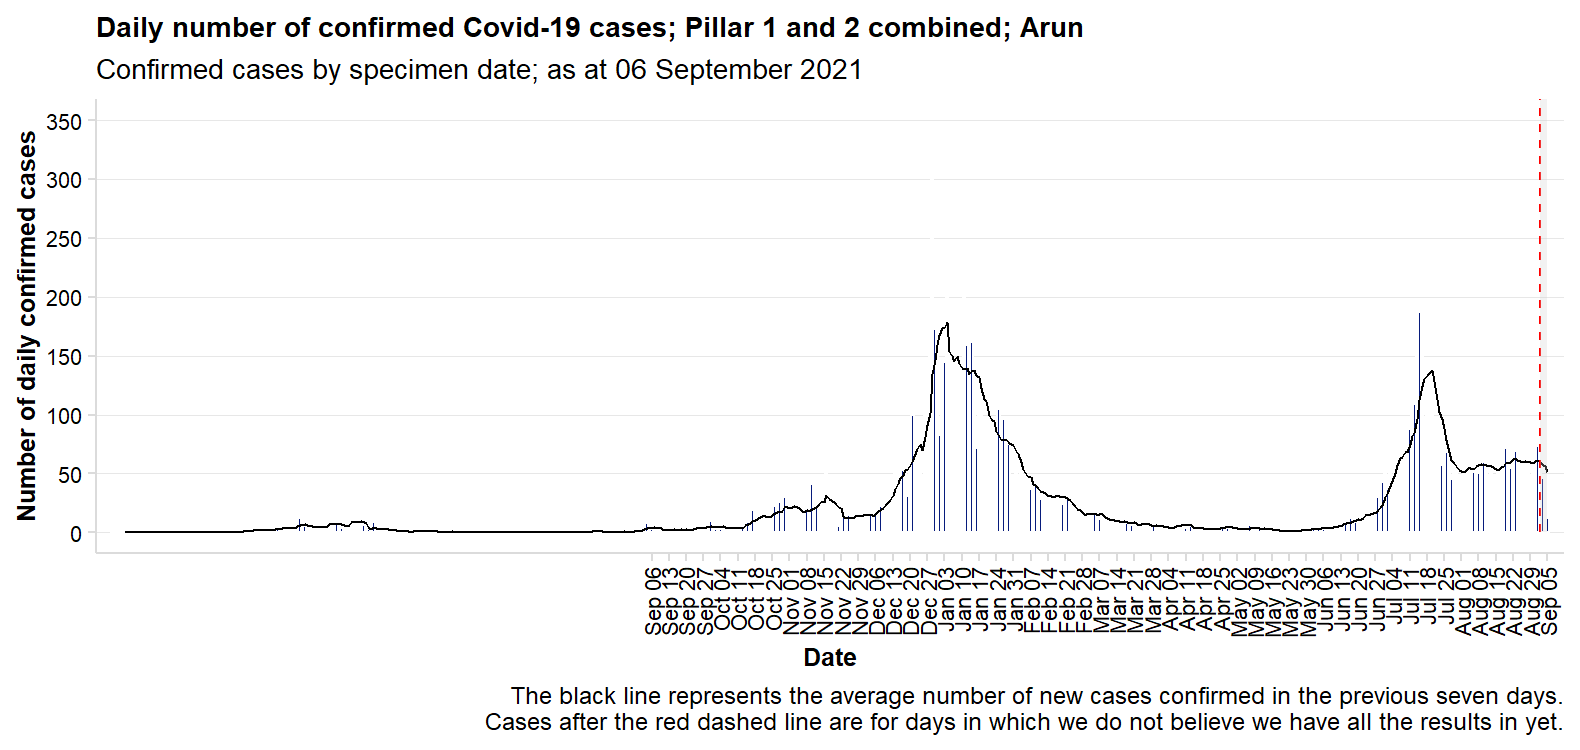 Daily number of confirmed Covid-19 cases; Pillar 1 and 2 combined; Arun
Confirmed cases by specimen date; as at 06 September 2021
Number of daily confirmed cases
350
300
250
200
150
100
50
0
Sep 06
Sep 13
Sep 20
Sep 27
Oct 04
Oct 11
Oct 18
Oct 25
Nov 01
Nov 08
Nov 15
Nov 22
Nov 29
Dec 06
Dec 13
Dec 20
Dec 27
Jan 03
Jan 10
Jan 17
Jan 24
Jan 31
Feb 07
Feb 14
Feb 21
Feb 28
Mar 07
Mar 14
Mar 21
Mar 28
Apr 04
Apr 11
Apr 18
Apr 25
May 02
May 09
May 16
May 23
May 30
Jun 06
Jun 13
Jun 20
Jun 27
Jul 04
Jul 11
Jul 18
Jul 25
Aug 01
Aug 08
Aug 15
Aug 22
Aug 29
Sep 05
Date
The black line represents the average number of new cases confirmed in the previous seven days.
Cases after the red dashed line are for days in which we do not believe we have all the results in yet.